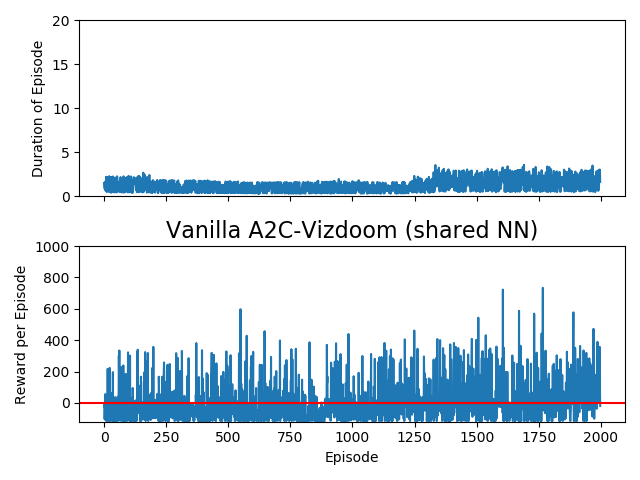 20
15
10
5
0
Duration of Episode
Vanilla A2C-Vizdoom (shared NN)
1000
800
600
400
200
0
Reward per Episode
0 250 500 750 1000 1250 1500 1750 2000
Episode